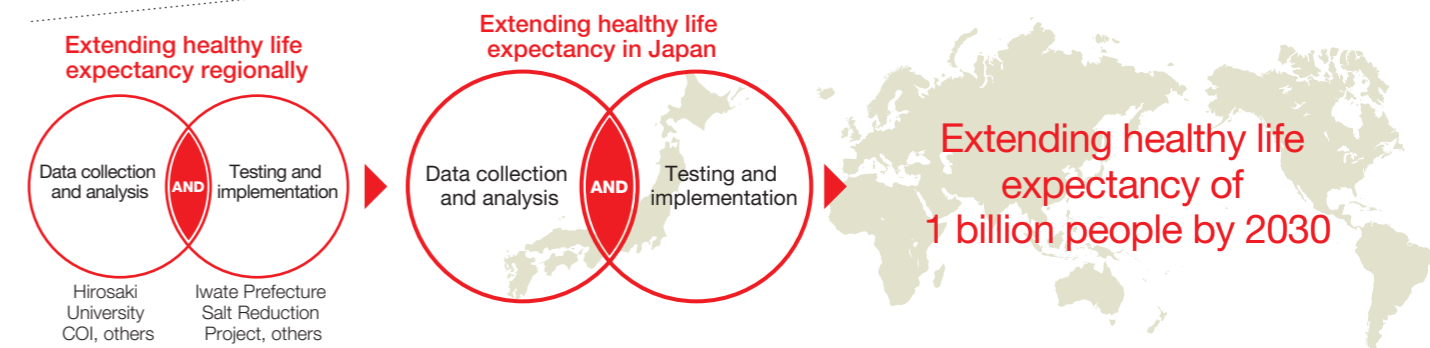 Extending healthy life
expectancy regionally
Data collection
and analysis
AND
Testing and
implementation
Hirosaki
University
COI, others
Iwate Prefecture
Salt Reduction
Project, others
Extending healthy life
expectancy in Japan
Data collection
and analysis
AND
Testing and
implementation
Extending healthy life
expectancy of
1 billion people by 2030